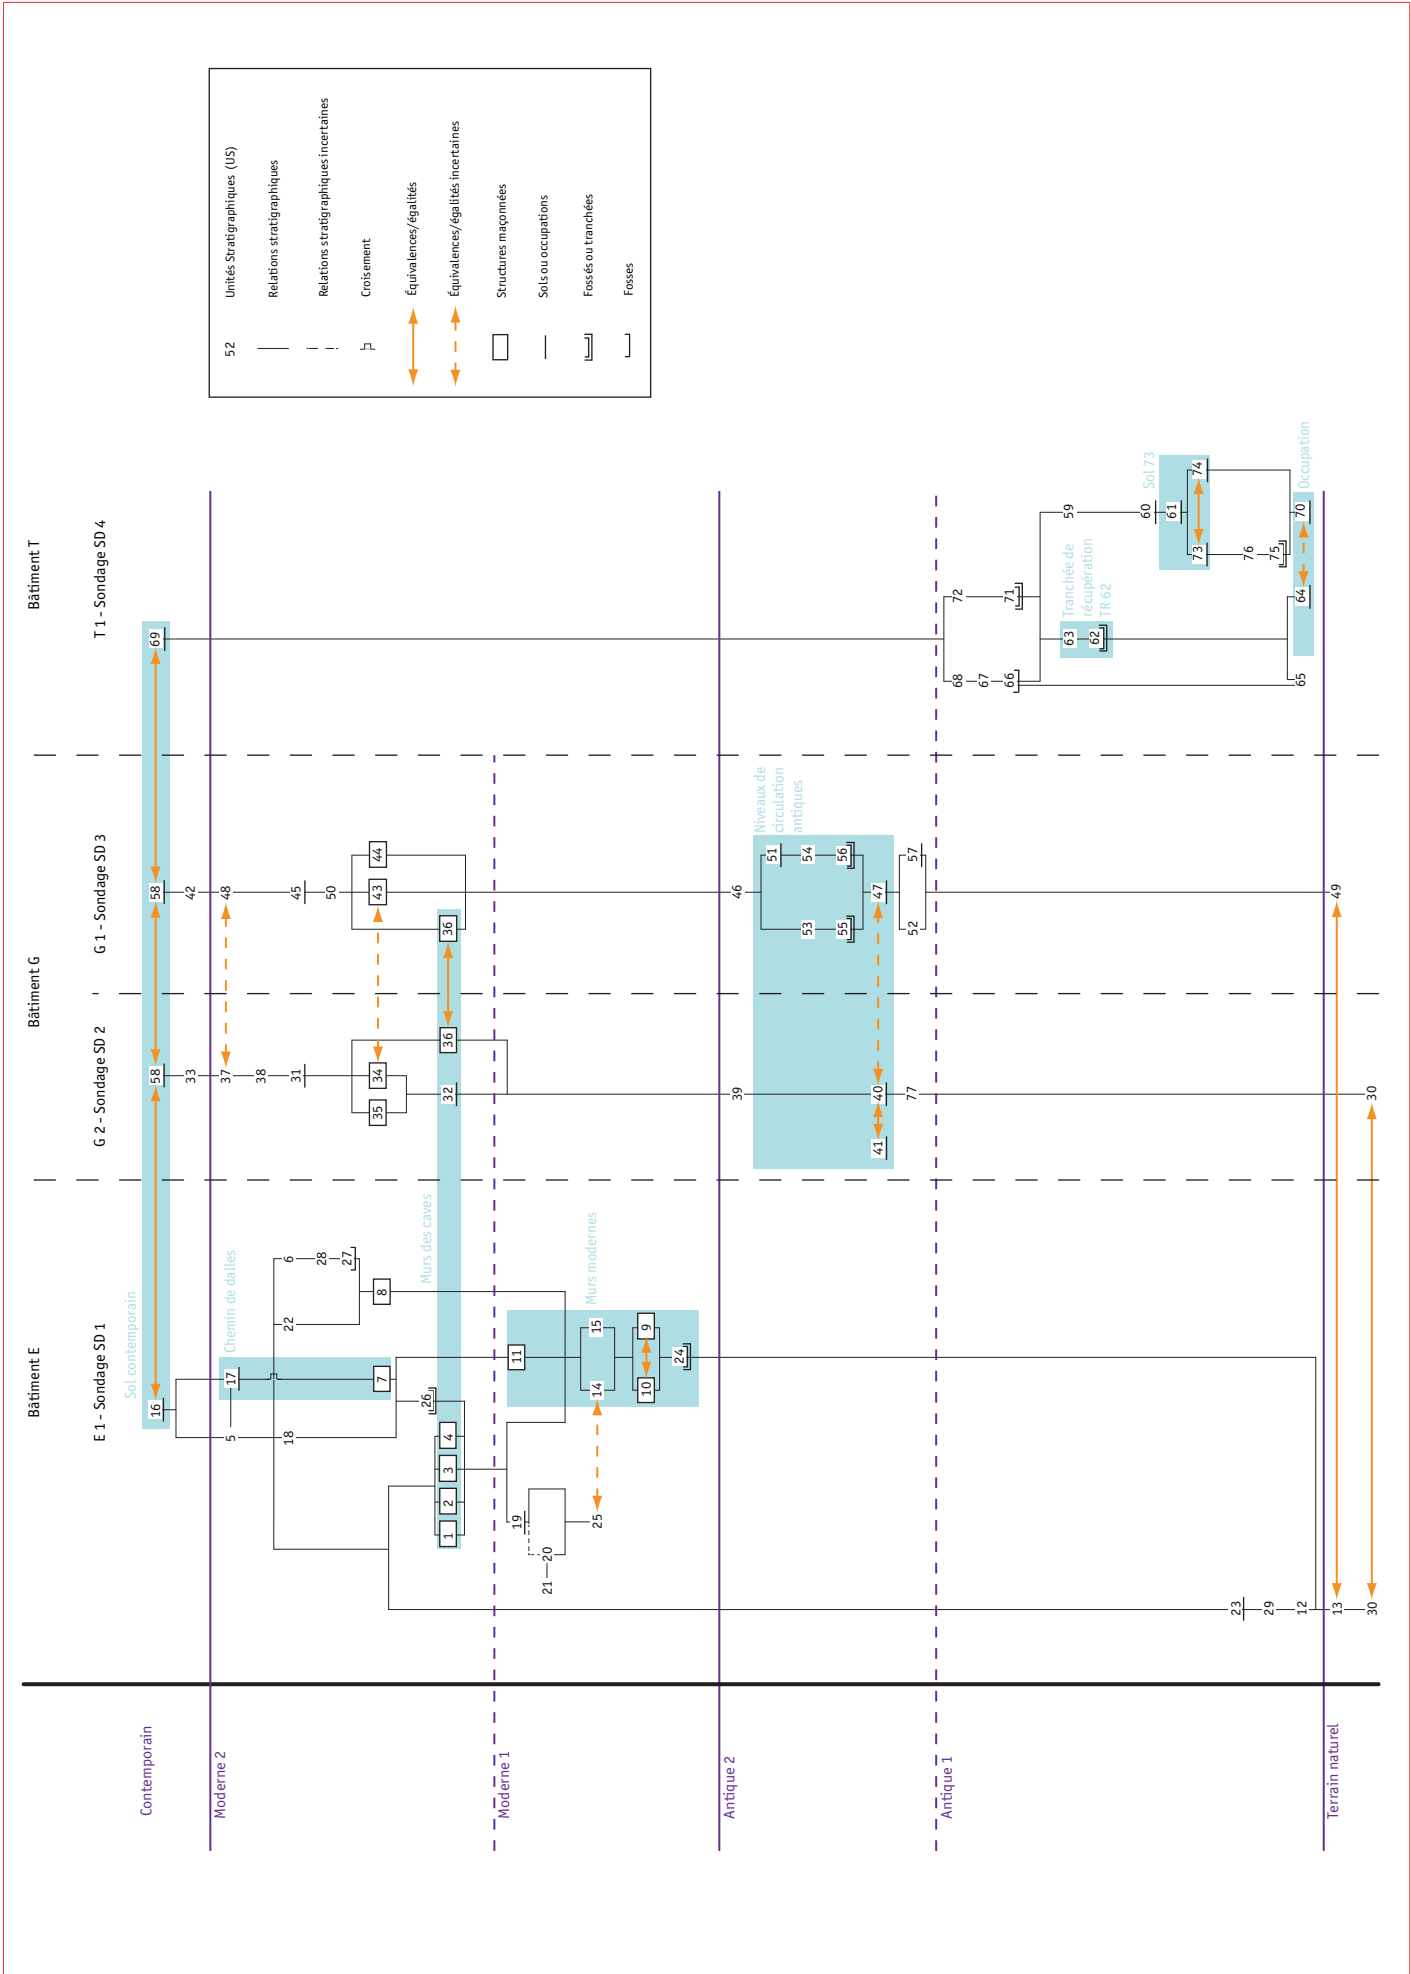 Bâtiment E
Bâtiment G
Bâtiment T
E 1 - Sondage SD 1
G 2 - Sondage SD 2
G 1 - Sondage SD 3
T 1 - Sondage SD 4
Contemporain
Sol contemporain
16
58
58
69
33
42
Moderne 2
Chemin de dalles
5
17
37
48
18
22
6
38
28
31
45
27
50
7
8
35
34
43
44
26
Murs des caves
1
2
3
4
32
36
36
Moderne 1
19
11
21
20
Murs modernes
25
14
15
10
9
24
Antique 2
39
46
Niveaux de
circulation
antiques
51
53
54
55
56
41
40
47
77
52
57
Antique 1
68
72
67
66
71
Tranchée de
récupération
TR 62
63
62
59
60
Sol 73
61
73
74
76
75
23
29
12
65
64
70
Occupation
Terrain naturel
13
49
30
30
52
Unités Stratigraphiques (US)
Relations stratigraphiques
Relations stratigraphiques incertaines
Croisement
Équivalences/égalités
Équivalences/égalités incertaines
Structures maçonnées
Sols ou occupations
Fossés ou tranchées
Fosses